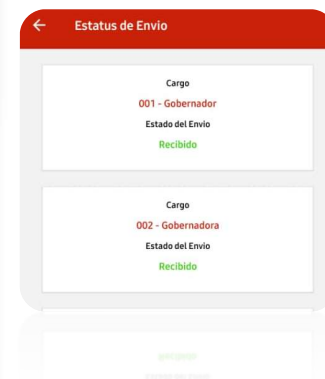 Estatus de Envio
Cargo
001 - Gobernador
Estado del Envio
Recibido
Cargo
002 - Gobernadora
Estado del Envio
Recibido